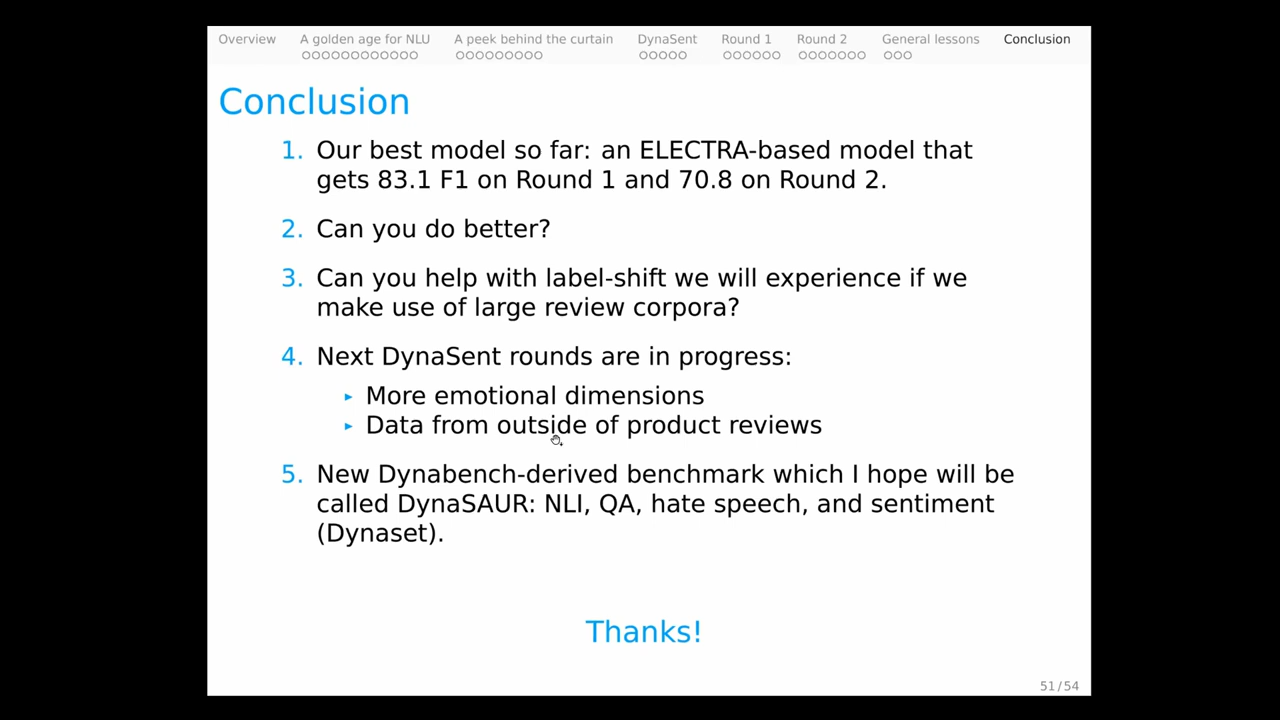 Overview A golden age for NLU A peek behind the curtain DynaSent Round 1 Round 2 General lessons Conclusion
Conclusion
1. Our best model so far: an ELECTRA-based model that
gets 83.1 F1 on Round 1 and 70.8 on Round 2.
2. Can you do better?
3. Can you help with label-shift we will experience if we
make use of large review corpora?
4. Next DynaSent rounds are in progress:
▸ More emotional dimensions
▸ Data from outside of product reviews
5. New Dynabench-derived benchmark which I hope will be
called DynaSAUR: NLI, QA, hate speech, and sentiment
(Dynaset).
Thanks!
51/54